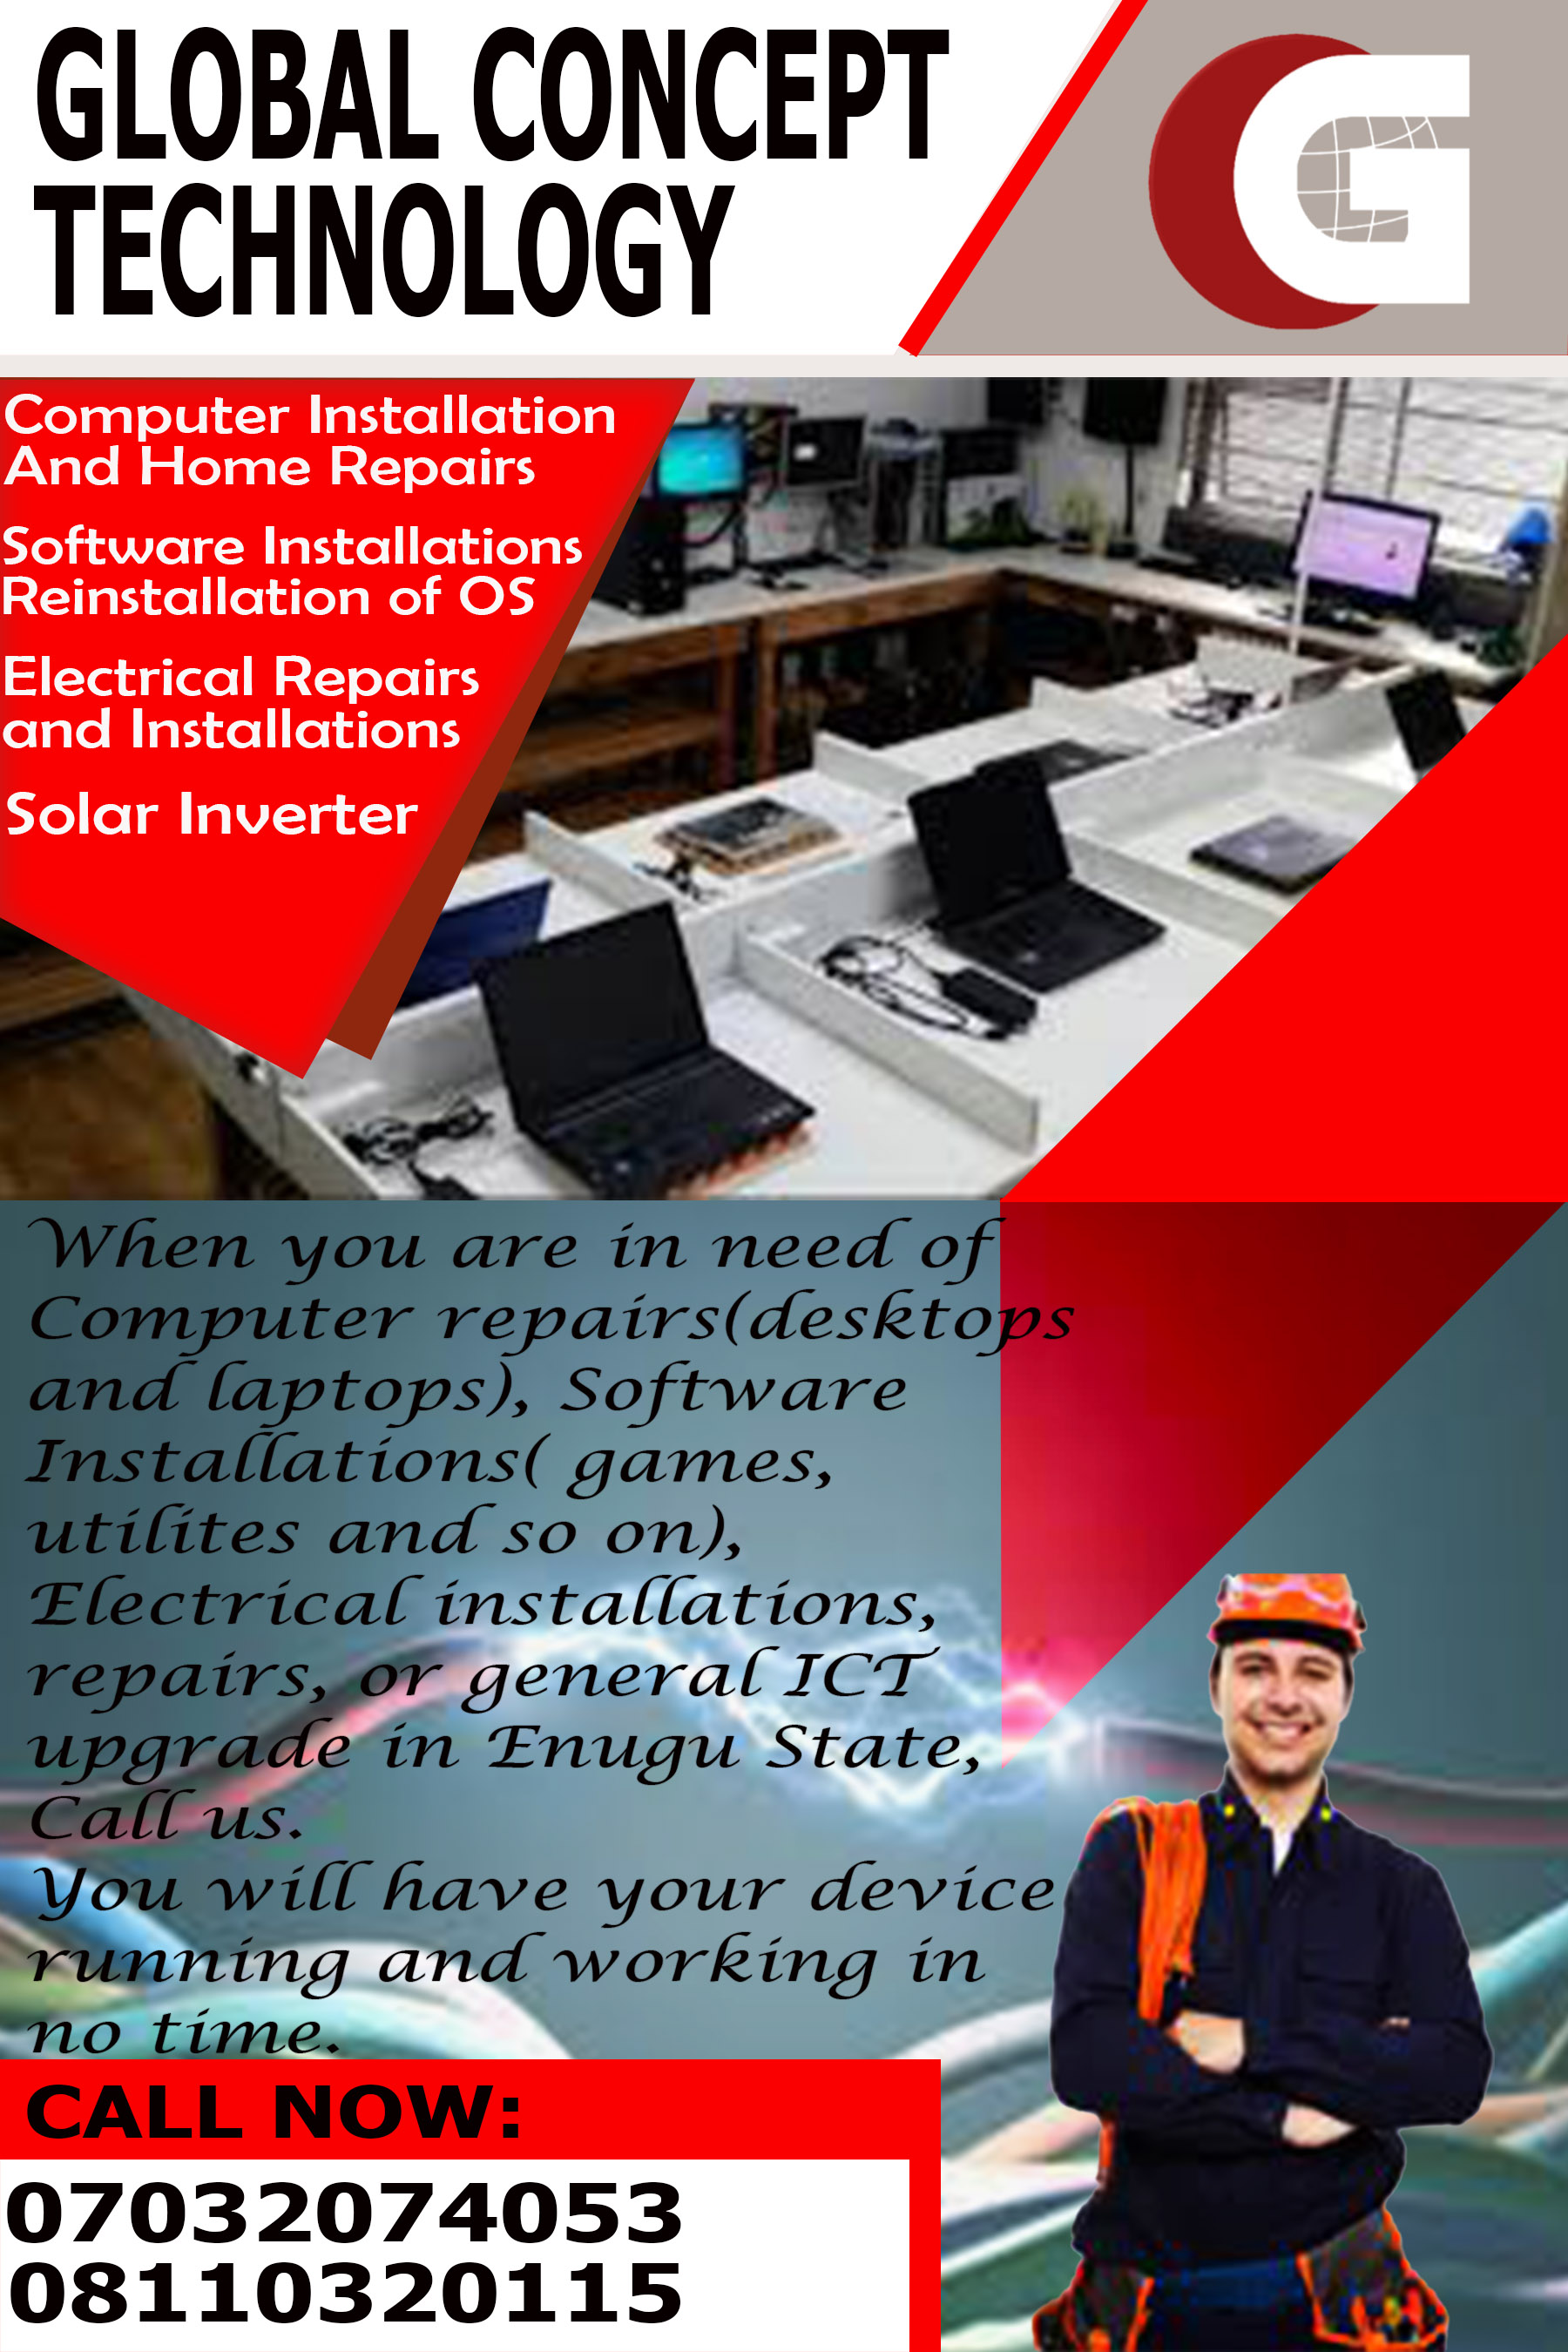 GLOBAL CONCEPT
TECHNOLOGY
G
Computer Installation
And Home Repairs
Software Installations
Reinstallation of OS
Electrical Repairs
and Installations
Solar Inverter
When you are in need of
Computer repairs(desktops
and laptops), Software
Installations( games,
utilites and so on),
Electrical installations,
repairs, or general ICT
upgrade in Enugu State,
Call us.
You will have your device
running and working in
no time.
CALL NOW:
07032074053
08110320115